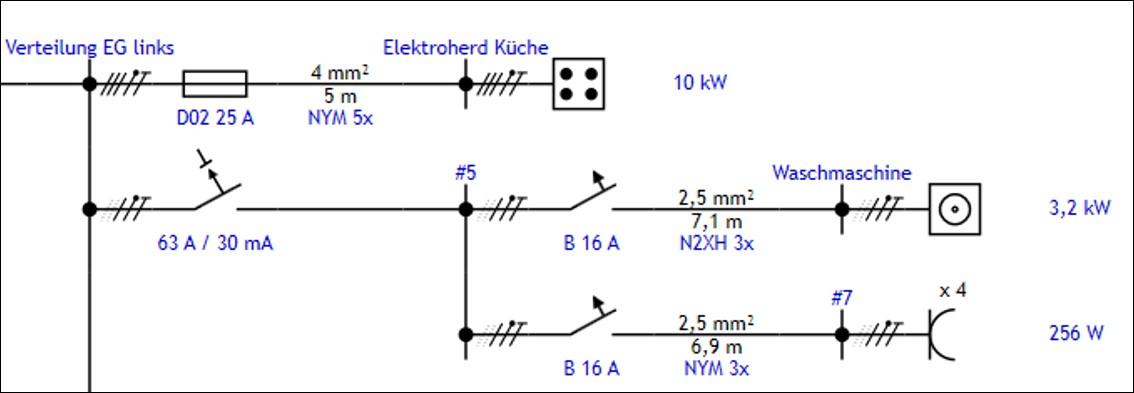 Verteilung EG links
Elektroherd Küche
4 mm²
5 m
10 kW
D02 25 A
NYM 5x
#5
Waschmaschine
2,5 mm²
7,1 m
3,2 kW
63 A / 30 mA
B 16 A
N2XH 3x
x 4
#7
2,5 mm²
6,9 m
256 W
B 16 A
NYM 3x